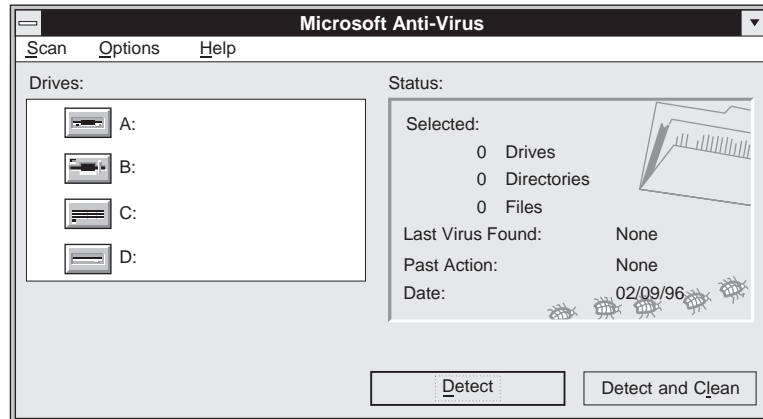 Microsoft Anti-Virus
Scan Options Help
Drives:
A:
B:
C:
D:
Status:
Selected:
0 Drives
0 Directories
0 Files
Last Virus Found: None
Past Action: None
Date: 02/09/96
Detect
Detect and Clean